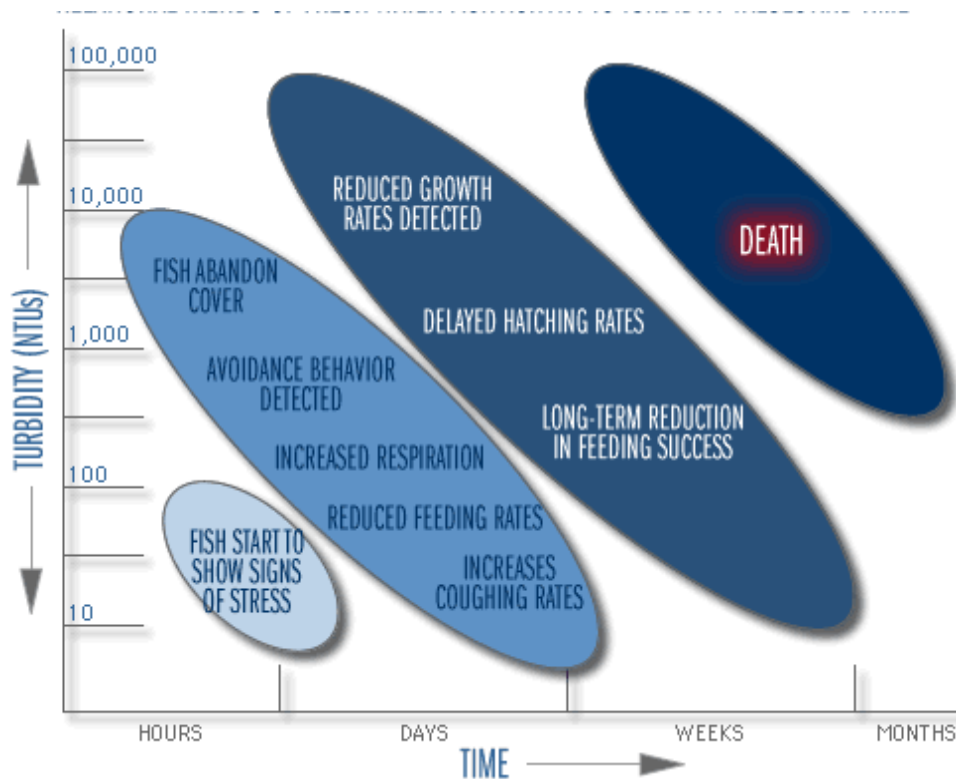 100,000
10,000
1,000
100
10
TURBIDITY (NTUs)
REDUCED GROWTH
RATES DETECTED
DEATH
FISH ABANDON
COVER
DELAYED HATCHING RATES
AVOIDANCE BEHAVIOR
DETECTED
LONG-TERM REDUCTION
IN FEEDING SUCCESS
INCREASED RESPIRATION
REDUCED FEEDING RATES
FISH START TO
SHOW SIGNS
OF STRESS
INCREASES
COUGHING RATES
HOURS
DAYS
WEEKS
MONTHS
TIME